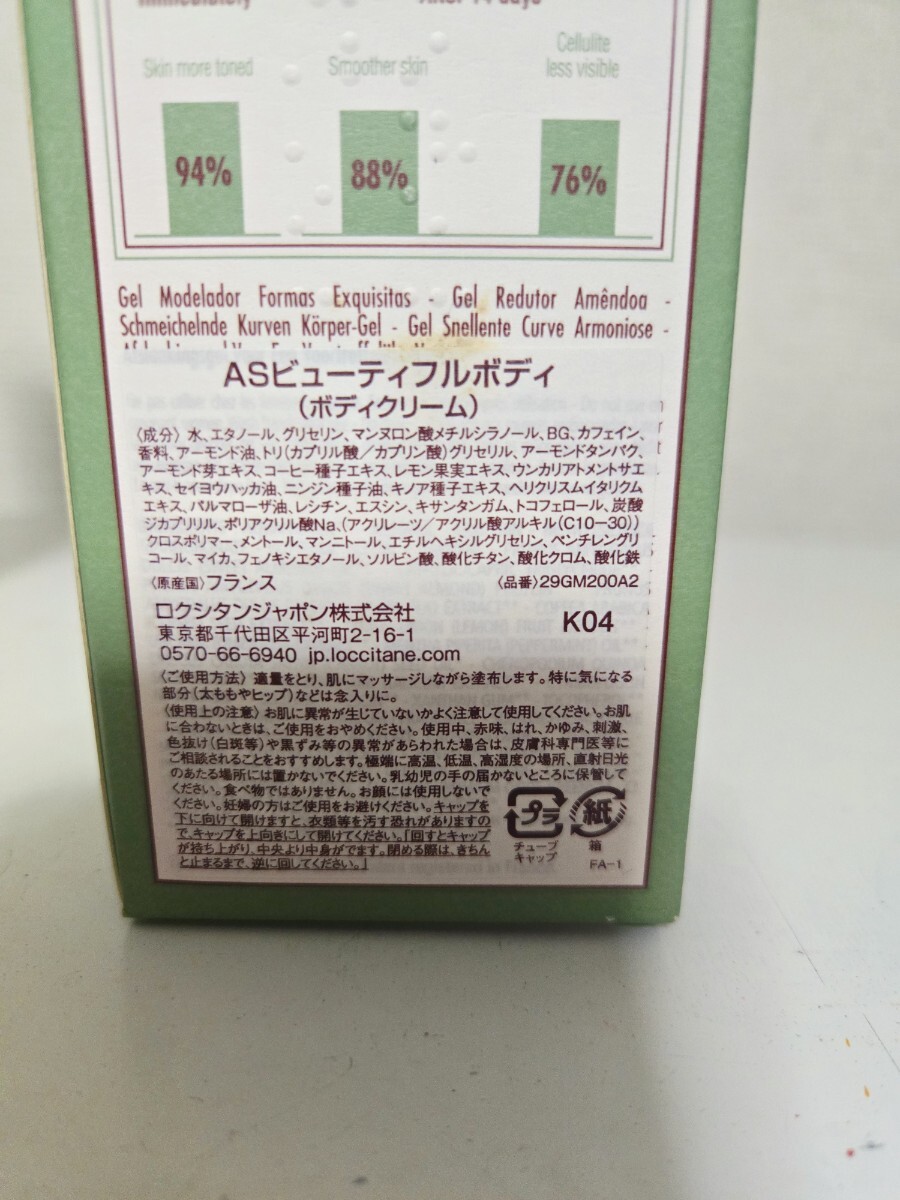 Immediately
After 14 days
Skin more toned
Smoother skin
Cellulite
less visible
94%
88%
76%
Gel Modelador Formas Exquisitas - Gel Redutor Amêndoa -
Schmeichelnde Kurven Körper-Gel - Gel Snellente Curve Armoniose -
ASビューティフルボディ
(ボディクリーム)
〈成分〉水、エタノール、グリセリン、マンヌロン酸メチルシラノール、BG、カフェイン、
香料、アーモンド油、トリ(カプリル酸/カプリン酸)グリセリル、アーモンドタンパク、
アーモンド芽エキス、コーヒー種子エキス、レモン果実エキス、ウンカリアトメントサエ
キス、セイヨウハッカ油、ニンジン種子油、キノア種子エキス、ヘリクリスムイタリクム
エキス、パルマローザ油、レシチン、エスシン、キサンタンガム、トコフェロール、炭酸
ジカプリリル、ポリアクリル酸Na、(アクリレーツ/アクリル酸アルキル(C10-30))
クロスポリマー、メントール、マンニトール、エチルヘキシルグリセリン、ペンチレングリ
コール、マイカ、フェノキシエタノール、ソルビン酸、酸化チタン、酸化クロム、酸化鉄
〈原産国〉フランス
〈品番〉29GM200A2
ロクシタンジャポン株式会社
東京都千代田区平河町2-16-1
K04
0570-66-6940 jp.loccitane.com
〈ご使用方法〉適量をとり、肌にマッサージしながら塗布します。特に気になる
部分(太ももやヒップ)などは念入りに。
〈使用上の注意〉お肌に異常が生じていないかよく注意して使用してください。お肌
に合わないときは、ご使用をおやめください。使用中、赤味、はれ、かゆみ、刺激、
色抜け(白斑等)や黒ずみ等の異常があらわれた場合は、皮膚科専門医等に
ご相談されることをおすすめします。極端に高温、低温、高湿度の場所、直射日光
のあたる場所には置かないでください。乳幼児の手の届かないところに保管して
ください。食べ物ではありません。お顔には使用しないで
ください。妊婦の方はご使用をお避けください。キャップを
下に向けて開けますと、衣類等を汚す恐れがありますの
で、キャップを上向きにして開けてください。「回すとキャップ
が持ち上がり、中央より中身がでます。閉める際は、きちん
と止まるまで、逆に回してください。」
プラ
紙
チューブ
キャップ
箱
FA-1